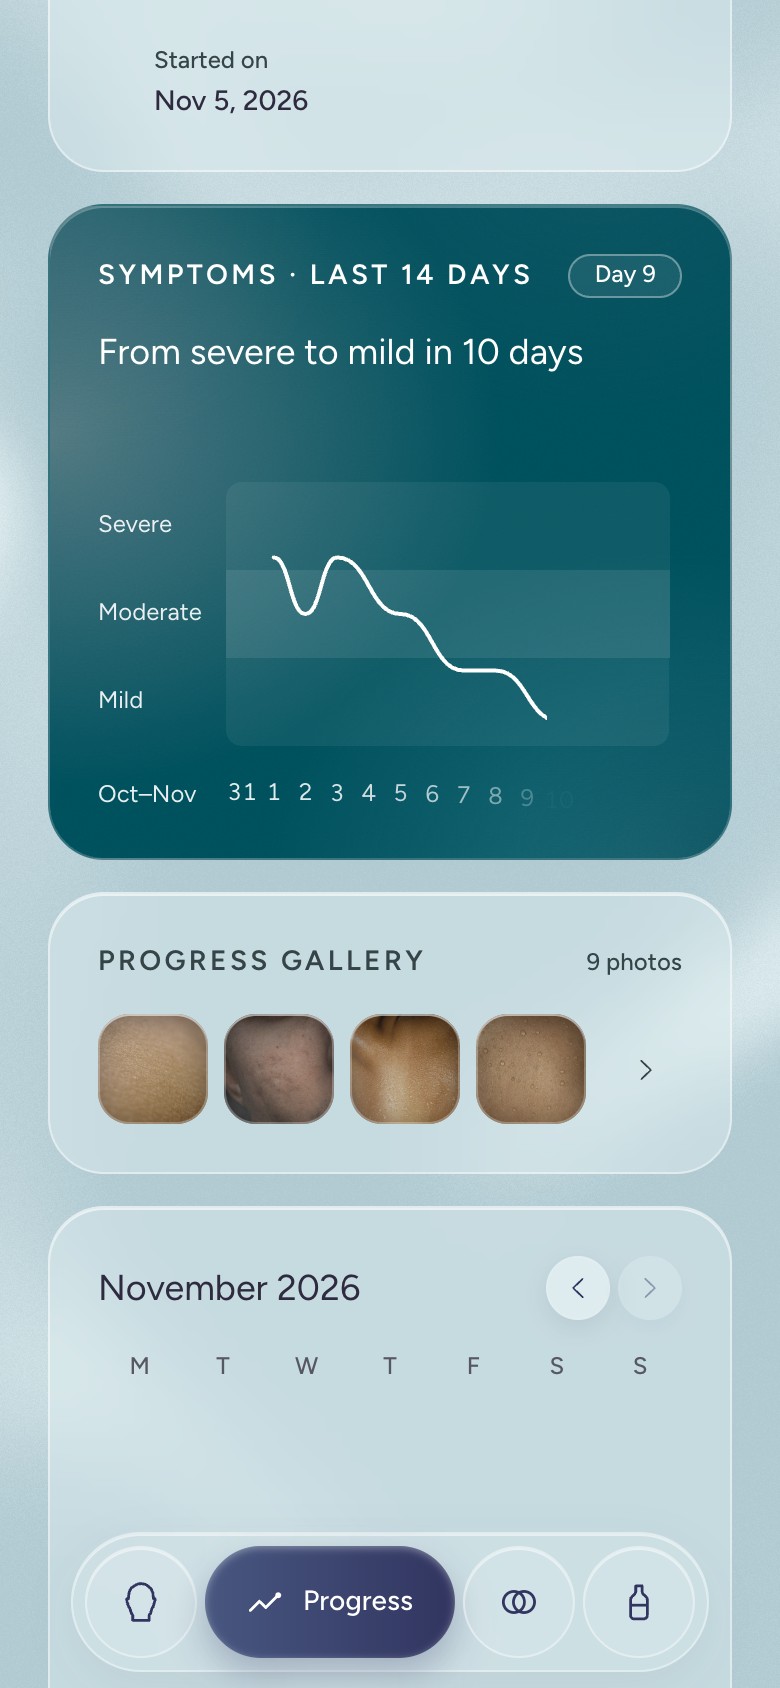 Started on
Nov 5, 2026
SYMPTOMS · LAST 14 DAYS
Day 9
From severe to mild in 10 days
Severe
Moderate
Mild
Oct–Nov 31 1 2 3 4 5 6 7 8 9 10
PROGRESS GALLERY
9 photos
November 2026
M T W T F S S
Progress